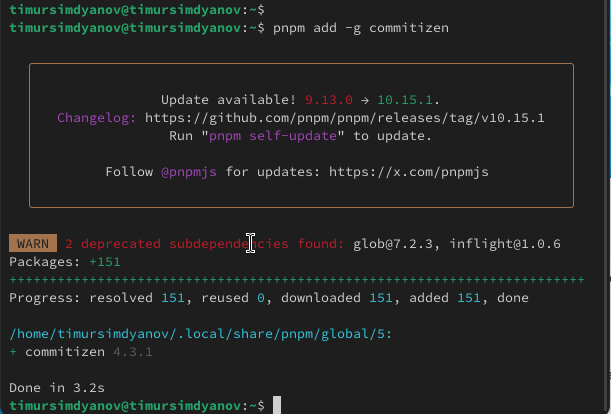 timursimdyanov@timursimdyanov:~$
timursimdyanov@timursimdyanov:~$ pnpm add -g commitizen
Update available! 9.13.0 → 10.15.1.
Changelog: https://github.com/pnpm/pnpm/releases/tag/v10.15.1
Run "pnpm self-update" to update.
Follow @pnpmjs for updates: https://x.com/pnpmjs
WARN 2 deprecated subdependencies found: glob@7.2.3, inflight@1.0.6
Packages: +151
++++++++++++++++++++++++++++++++++++++++++++++++++++++++++++++++++++++++
Progress: resolved 151, reused 0, downloaded 151, added 151, done
/home/timursimdyanov/.local/share/pnpm/global/5:
+ commitizen 4.3.1
Done in 3.2s
timursimdyanov@timursimdyanov:~$